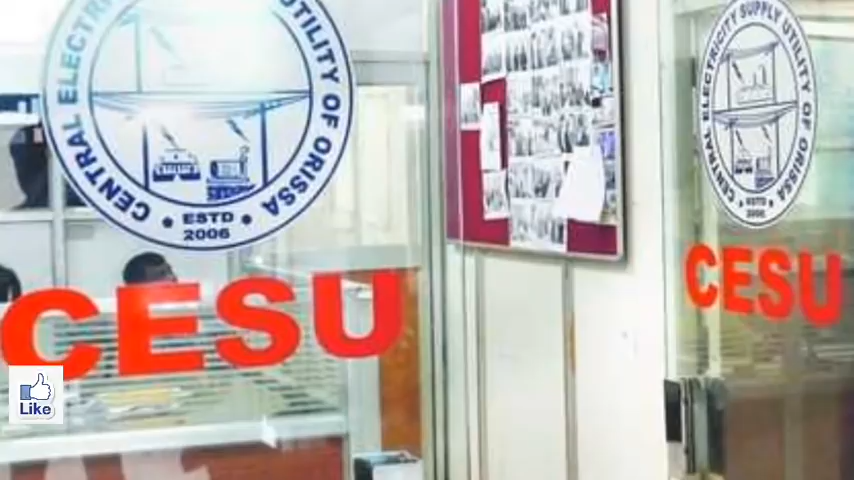 CENTRAL ELECTRICITY SUPPLY UTILITY OF ORISSA
ESTD
2006
CESU
CENTRAL ELECTRICITY SUPPLY UTILITY OF ORISSA
ESTD
2006
CESU
Like